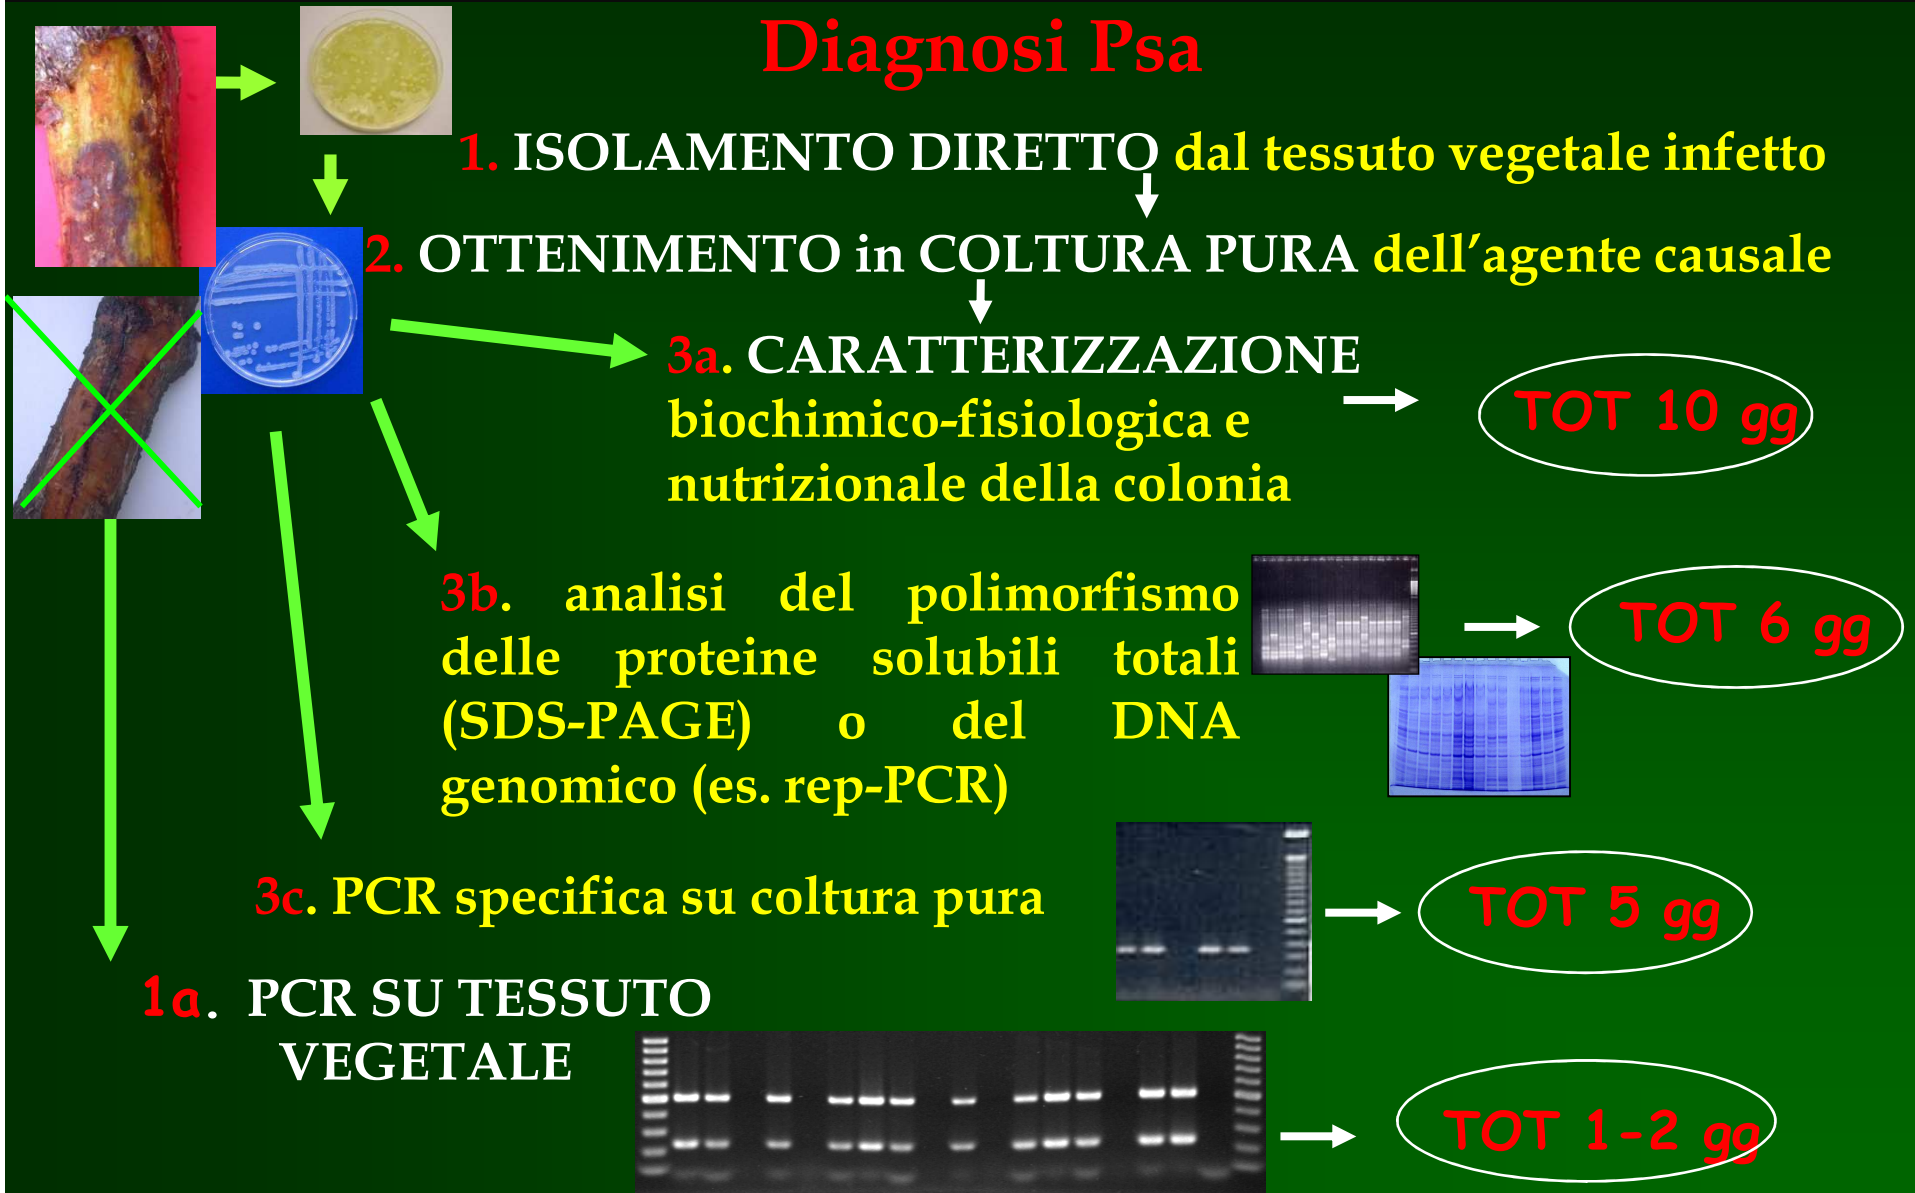 Diagnosi Psa
1. ISOLAMENTO DIRETTO dal tessuto vegetale infetto
2. OTTENIMENTO in COLTURA PURA dell’agente causale
3a. CARATTERIZZAZIONE
biochimico-fisiologica e
nutrizionale della colonia
TOT 10 gg
3b. analisi del polimorfismo
delle proteine solubili totali
(SDS-PAGE) o del DNA
genomico (es. rep-PCR)
TOT 6 gg
3c. PCR specifica su coltura pura
TOT 5 gg
1a. PCR SU TESSUTO
VEGETALE
TOT 1-2 gg